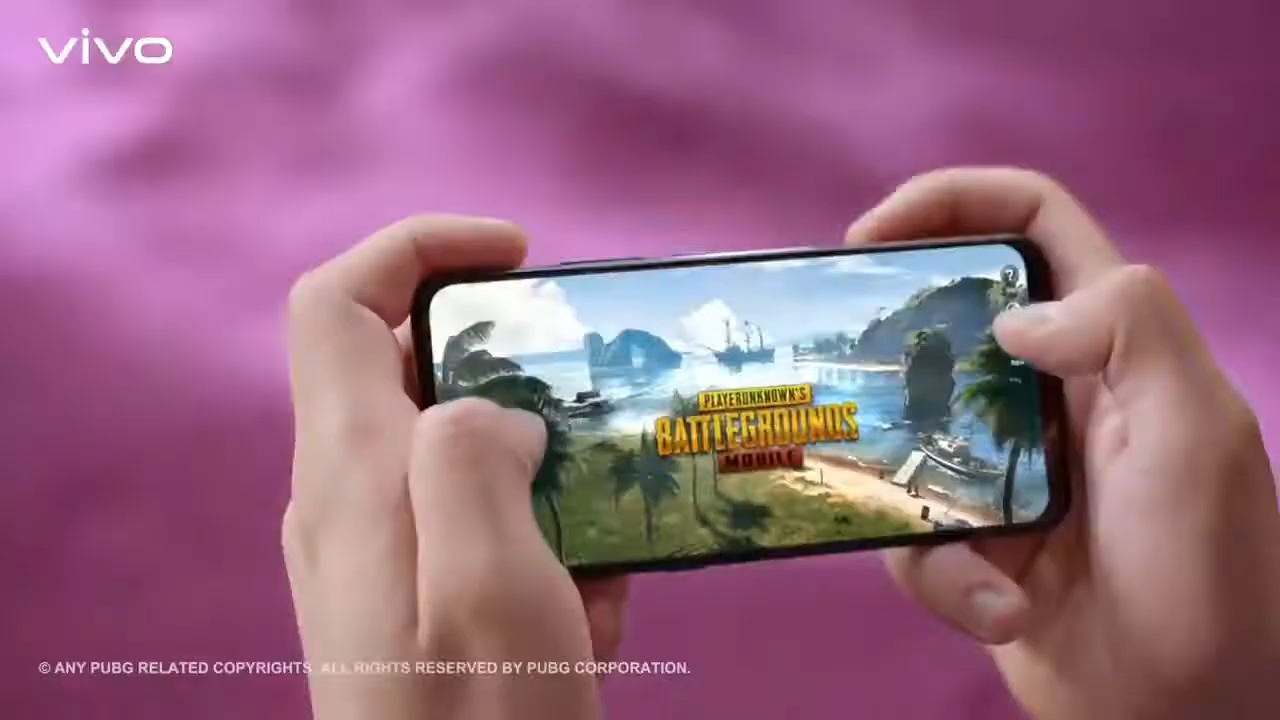 vivo
?
PLAYERUNKNOWN'S
BATTLEGROUNDS
MOBILE
© ANY PUBG RELATED COPYRIGHTS. ALL RIGHTS RESERVED BY PUBG CORPORATION.